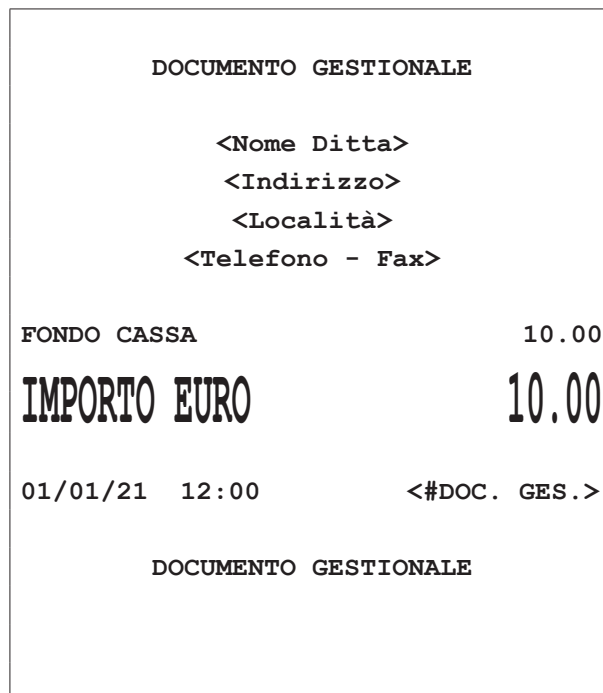 DOCUMENTO GESTIONALE
<Nome Ditta>
<Indirizzo>
<Località>
<Telefono - Fax>
FONDO CASSA 10.00
IMPORTO EURO 10.00
01/01/21 12:00 <#DOC. GES.>
DOCUMENTO GESTIONALE